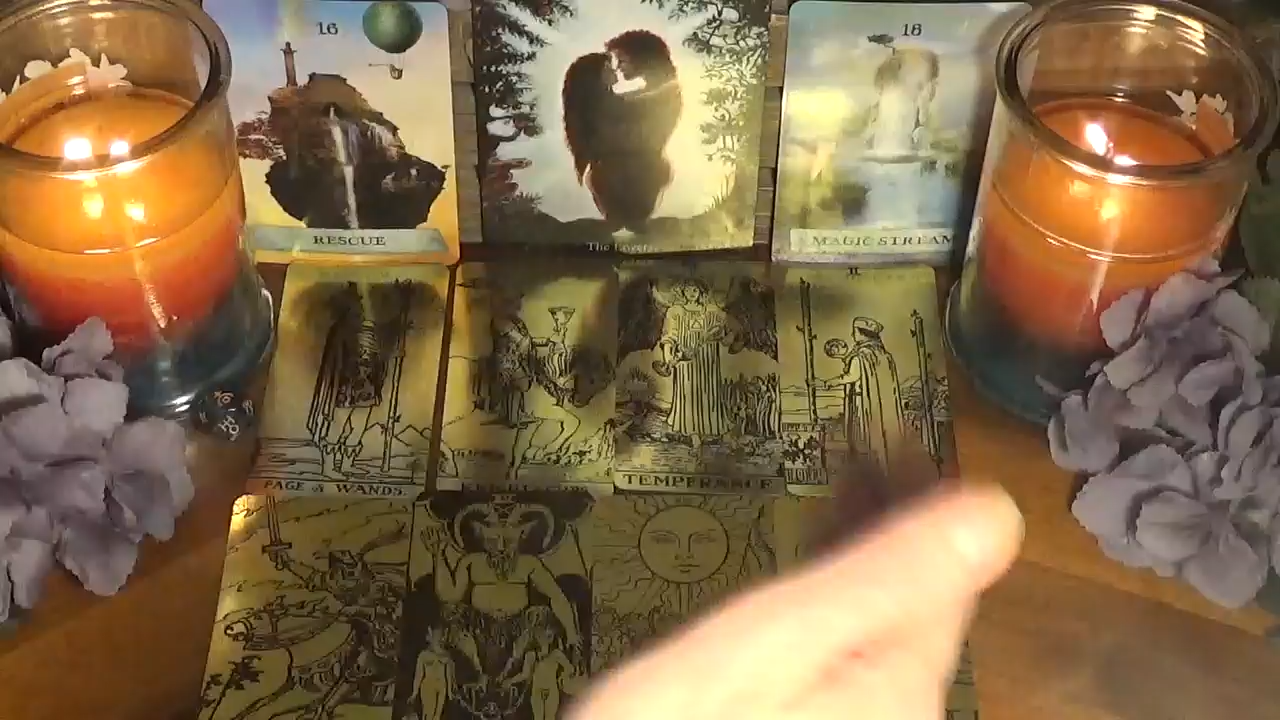 16
18
RESCUE
The Lovers
MAGIC STREAM
II
PAGE of WANDS.
TEMPERANCE